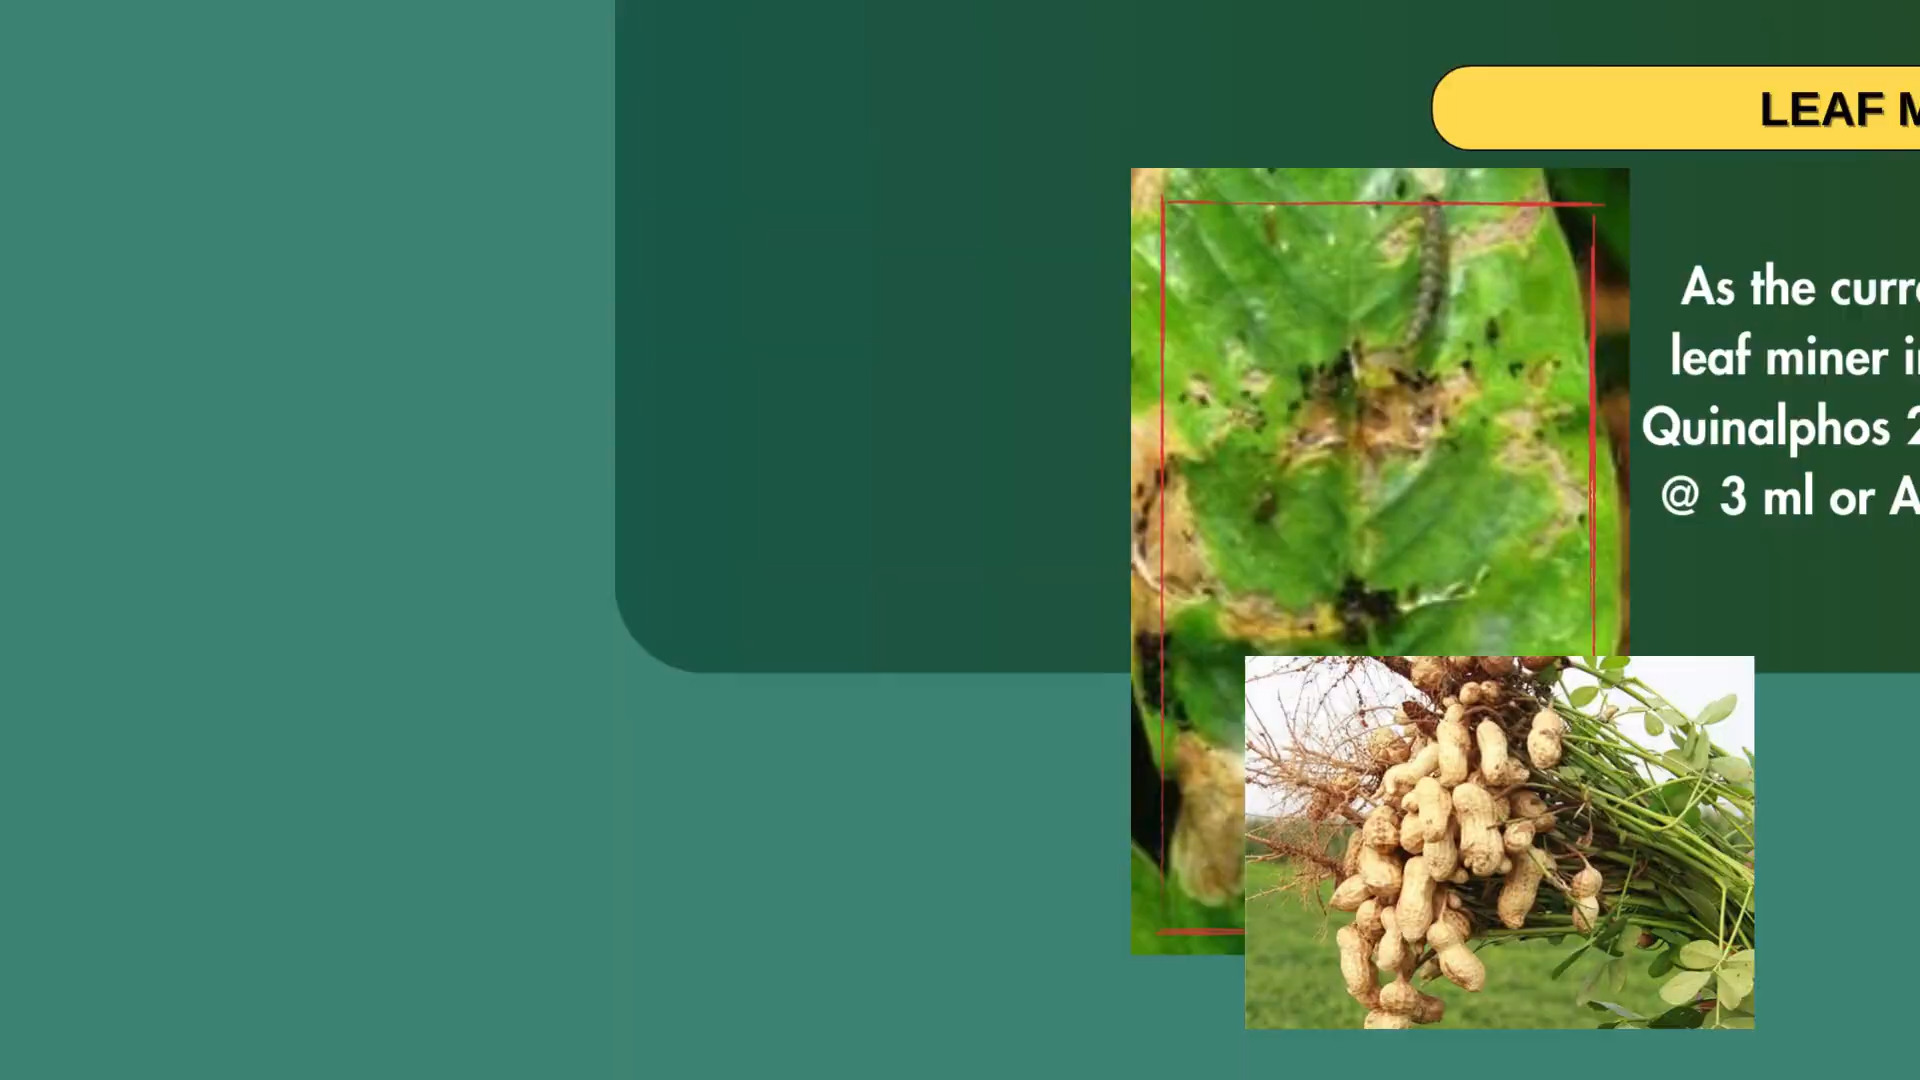 LEAF
As the
leaf miner
Quinalphos
@ 3 ml or